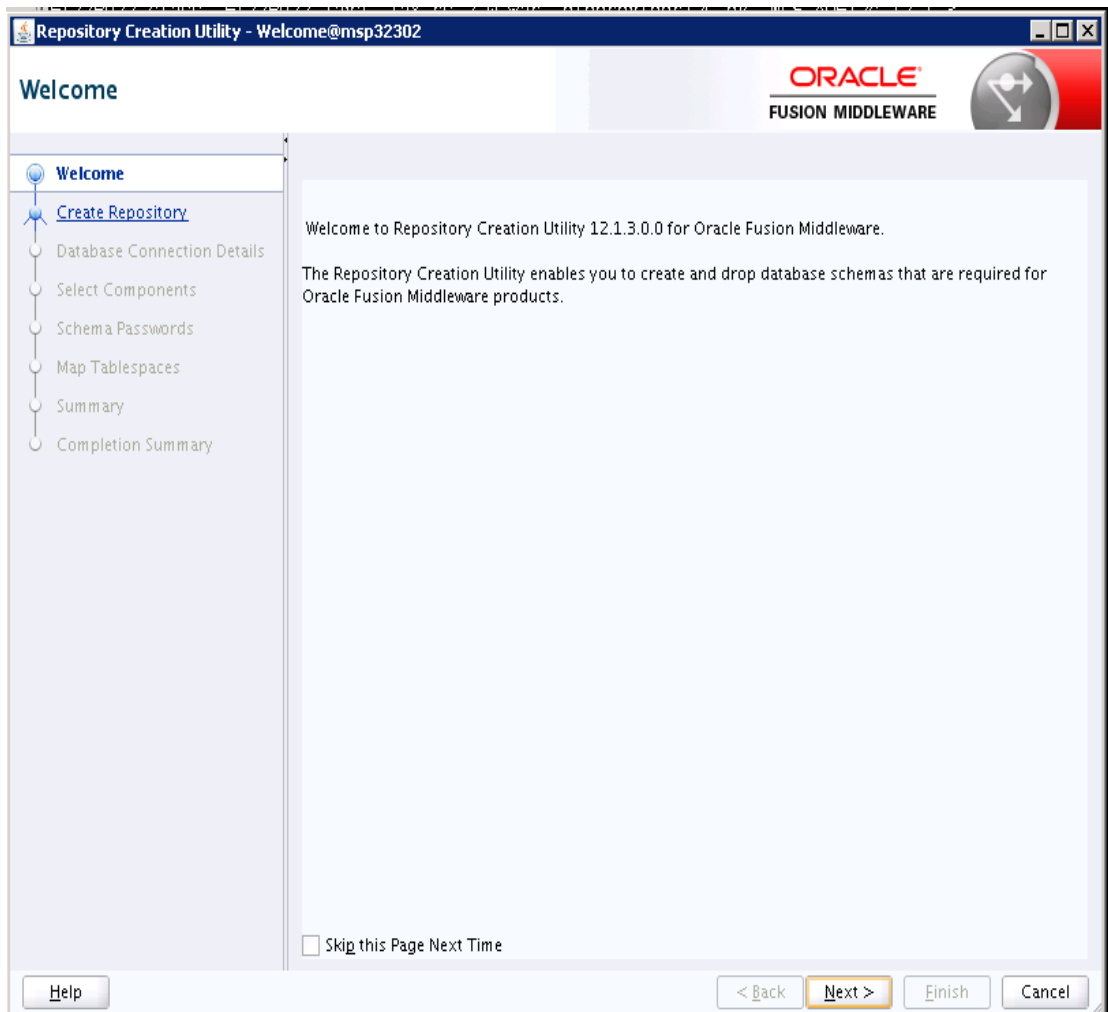 Repository Creation Utility - Welcome@msp32302
Welcome
ORACLE
FUSION MIDDLEWARE
Welcome
Create Repository
Database Connection Details
Select Components
Schema Passwords
Map Tablespaces
Summary
Completion Summary
Welcome to Repository Creation Utility 12.1.3.0.0 for Oracle Fusion Middleware.
The Repository Creation Utility enables you to create and drop database schemas that are required for
Oracle Fusion Middleware products.
Skip this Page Next Time
Help
< Back
Next >
Finish
Cancel